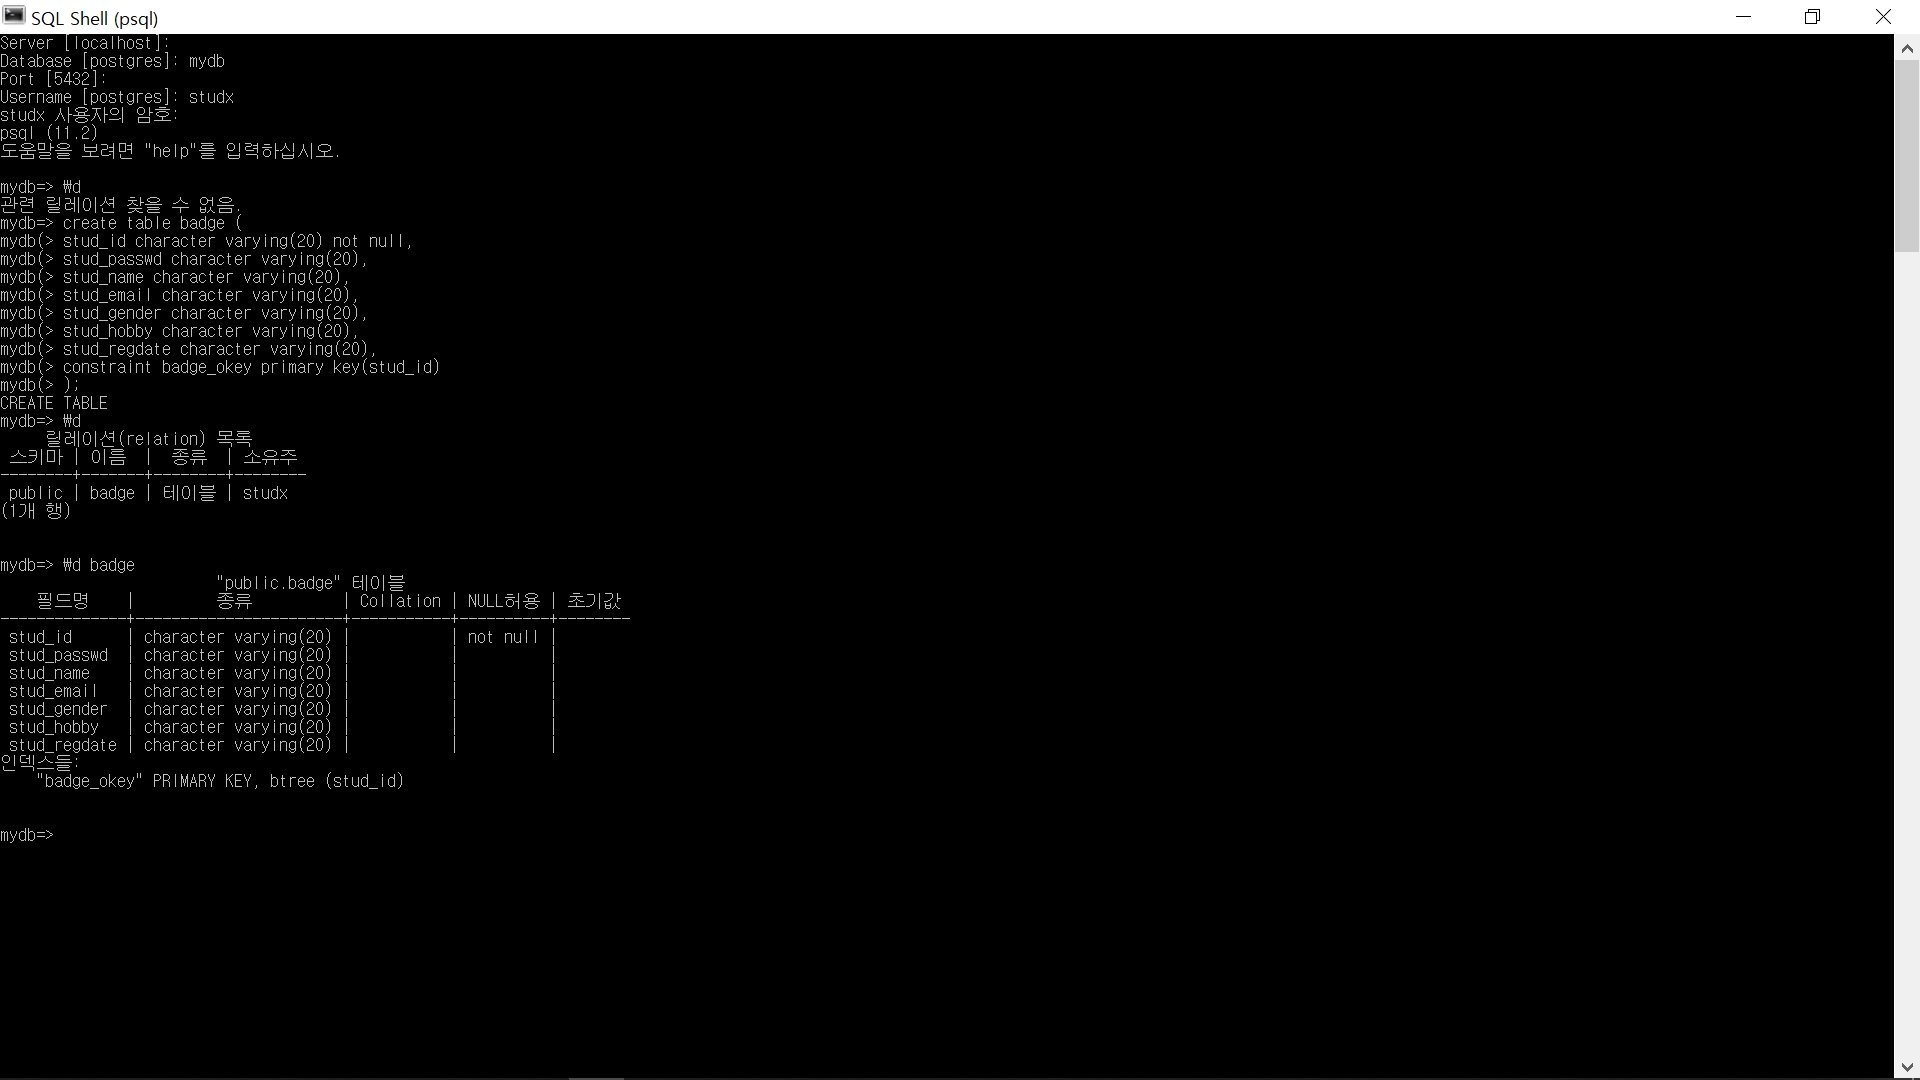 SQL Shell (psql)
Server [localhost]:
Database [postgres]: mydb
Port [5432]:
Username [postgres]: studx
studx 사용자의 암호:
psql (11.2)
도움말을 보려면 "help"를 입력하십시오.
mydb=> ₩d
관련 릴레이션 찾을 수 없음.
mydb=> create table badge (
mydb(> stud_id character varying(20) not null,
mydb(> stud_passwd character varying(20),
mydb(> stud_name character varying(20),
mydb(> stud_email character varying(20),
mydb(> stud_gender character varying(20),
mydb(> stud_hobby character varying(20),
mydb(> stud_regdate character varying(20),
mydb(> constraint badge_okey primary key(stud_id)
mydb(> );
CREATE TABLE
mydb=> ₩d
릴레이션(relation) 목록
스키마 | 이름 | 종류 | 소유주
--------+-------+--------+--------
public | badge | 테이블 | studx
(1개 행)
mydb=> ₩d badge
"public.badge" 테이블
필드명 | 종류 | Collation | NULL허용 | 초기값
--------------+-----------------------+-----------+----------+--------
stud_id | character varying(20) | | not null |
stud_passwd | character varying(20) | | |
stud_name | character varying(20) | | |
stud_email | character varying(20) | | |
stud_gender | character varying(20) | | |
stud_hobby | character varying(20) | | |
stud_regdate | character varying(20) | | |
인덱스들:
"badge_okey" PRIMARY KEY, btree (stud_id)
mydb=>